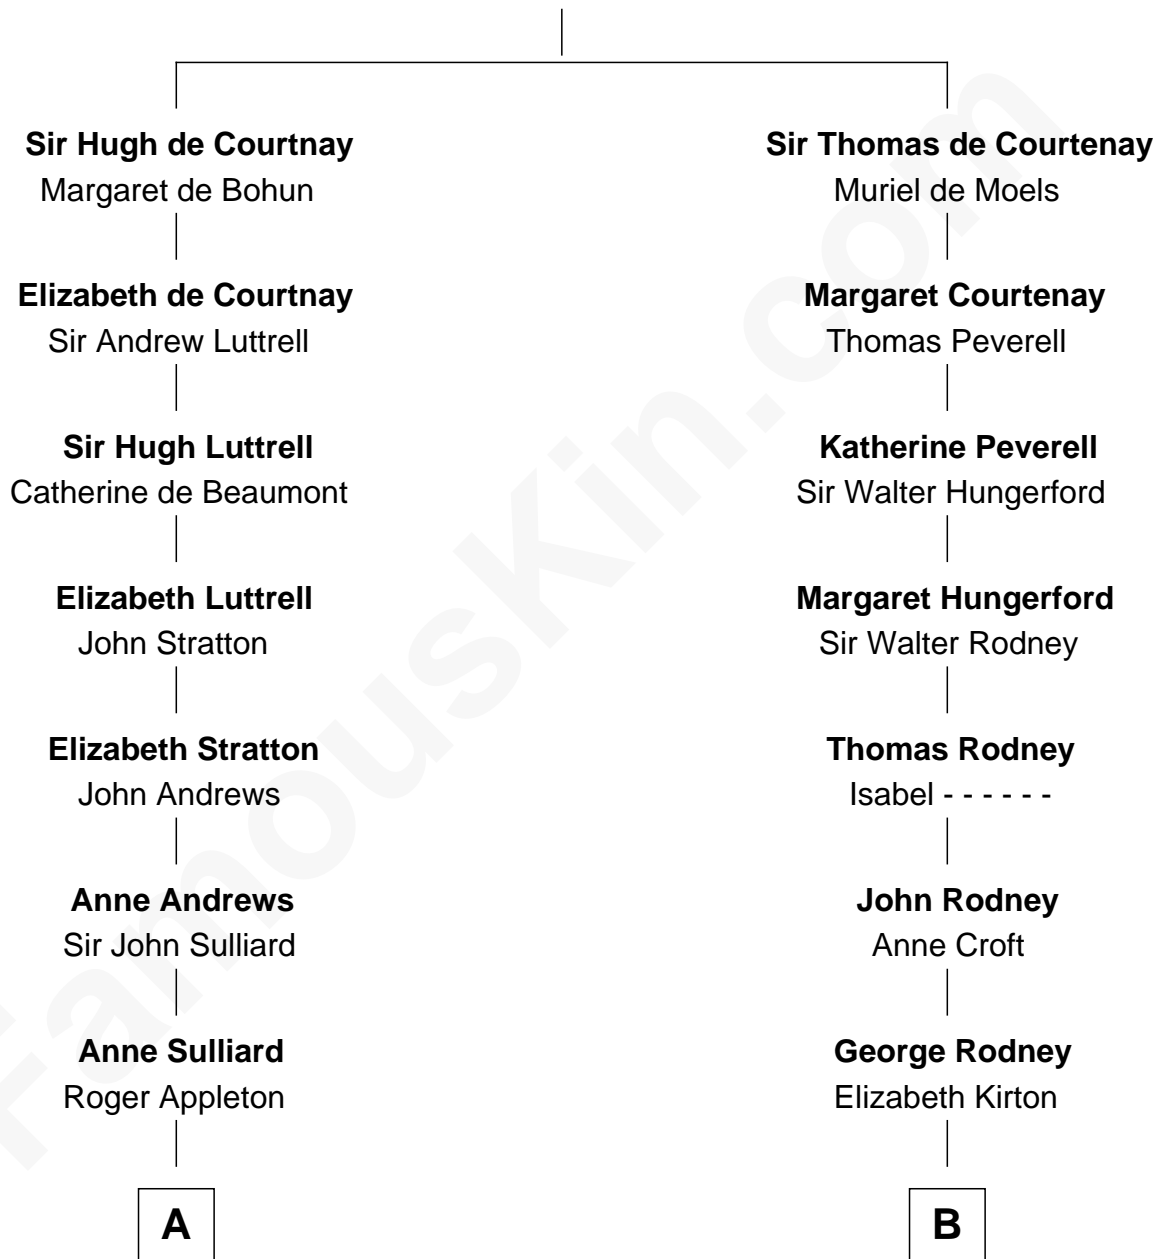 Sir Hugh de Courtnay
Margaret de Bohun
Elizabeth de Courtnay
Sir Andrew Luttrell
Sir Hugh Luttrell
Catherine de Beaumont
Elizabeth Luttrell
John Stratton
Elizabeth Stratton
John Andrews
Anne Andrews
Sir John Sulliard
Anne Sulliard
Roger Appleton
A
Sir Thomas de Courtenay
Muriel de Moels
Margaret Courtenay
Thomas Peverell
Katherine Peverell
Sir Walter Hungerford
Margaret Hungerford
Sir Walter Rodney
Thomas Rodney
Isabel - - - - - -
John Rodney
Anne Croft
George Rodney
Elizabeth Kirton
B
FamousKin.com